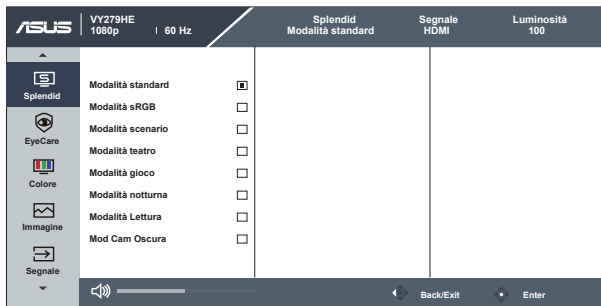 ASUS
VY279HE
1080p | 60 Hz
Splendid
Modalità standard
Segnale
HDMI
Luminosità
100
Splendid
EyeCare
Colore
Immagine
Segnale
Modalità standard
Modalità sRGB
Modalità scenario
Modalità teatro
Modalità gioco
Modalità notturna
Modalità Lettura
Mod Cam Oscura
Back/Exit
Enter